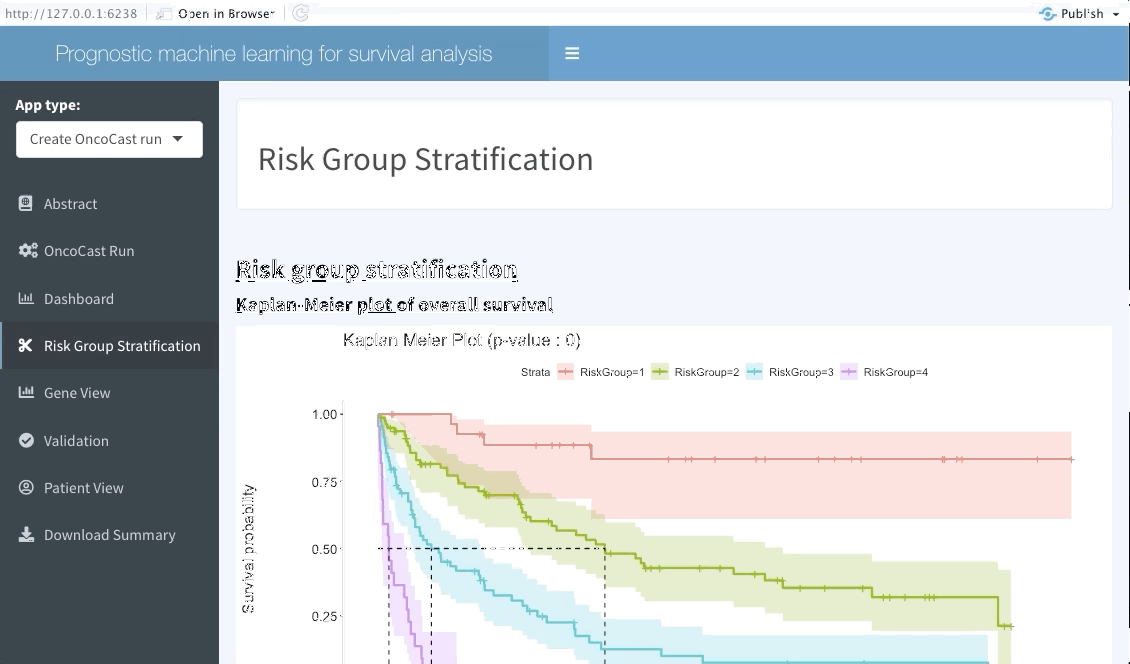 http://127.0.0.1:6238 Open in Browser Publish
Prognostic machine learning for survival analysis
App type:
Create OncoCast run
Abstract
OncoCast Run
Dashboard
Risk Group Stratification
Gene View
Validation
Patient View
Download Summary
Risk Group Stratification
Risk group stratification
Kaplan-Meier plot of overall survival
Kaplan Meier Plot (p-value : 0)
Strata RiskGroup=1 RiskGroup=2 RiskGroup=3 RiskGroup=4
1.00
0.75
0.50
0.25
Survival probability